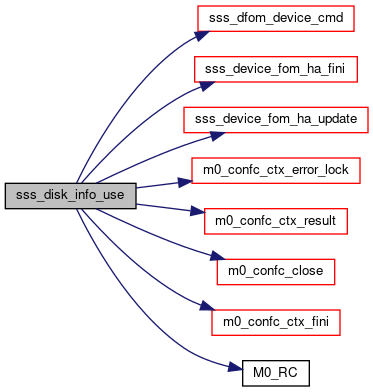 sss_dfom_device_cmd
sss_device_fom_ha_fini
sss_device_fom_ha_update
m0_confc_ctx_error_lock
sss_disk_info_use
m0_confc_ctx_result
m0_confc_close
m0_confc_ctx_fini
M0_RC